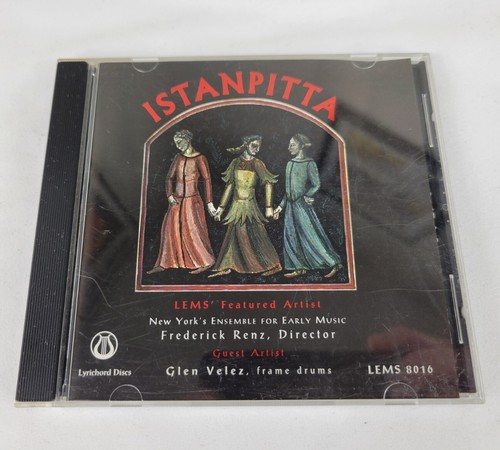 ISTANPITTA
LEMS' Featured Artist
New York's ENSEMBLE FOR EARLY MUSIC
Frederick Renz, Director
Guest Artist
Glen Velez, frame drums
Lyrichord Discs
LEMS 8016